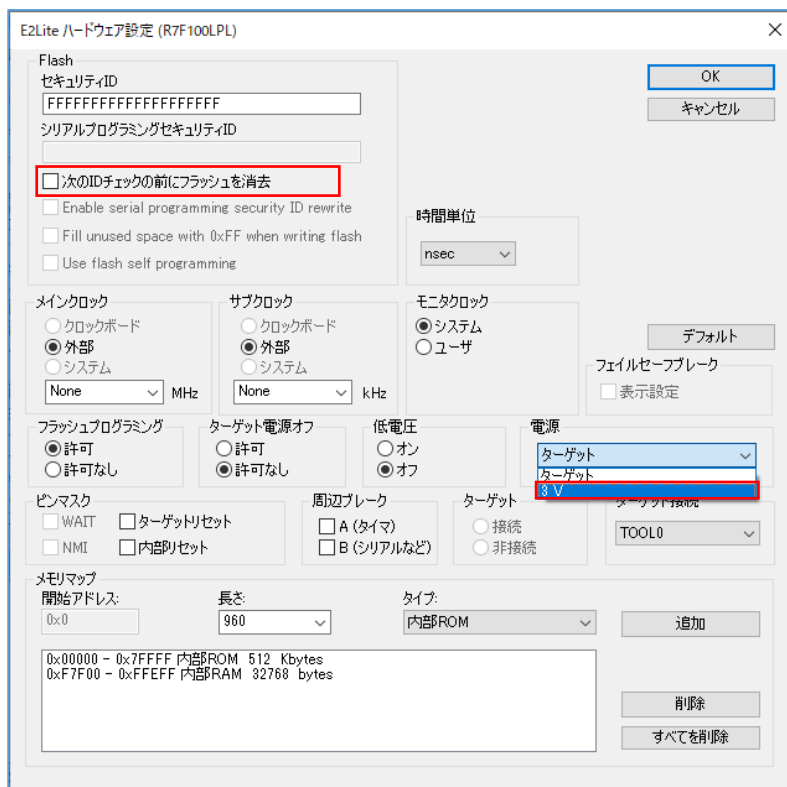 E2Lite ハードウェア設定 (R7F100LPL)
Flash
セキュリティID
FFFFFFFFFFFFFFFFFFFF
シリアルプログラミングセキュリティID
次のIDチェックの前にフラッシュを消去
Enable serial programming security ID rewrite
Fill unused space with 0xFF when writing flash
Use flash self programming
OK
キャンセル
時間単位
nsec
メインクロック
クロックボード
外部
システム
None MHz
サブクロック
クロックボード
外部
システム
None kHz
モニタクロック
システム
ユーザ
デフォルト
フェイルセーフブレーク
表示設定
フラッシュプログラミング
許可
許可なし
ターゲット電源オフ
許可
許可なし
低電圧
オン
オフ
電源
ターゲット
ターゲット
3 V
ピンマスク
WAIT ターゲットリセット
NMI 内部リセット
周辺ブレーク
A (タイマ)
B (シリアルなど)
ターゲット
接続
非接続
ターゲット接続
TOOL0
メモリマップ
開始アドレス: 長さ: タイプ:
0x0 960 内部ROM 追加
0x00000 - 0x7FFFF 内部ROM 512 Kbytes
0xF7F00 - 0xFFEFF 内部RAM 32768 bytes
削除
すべてを削除